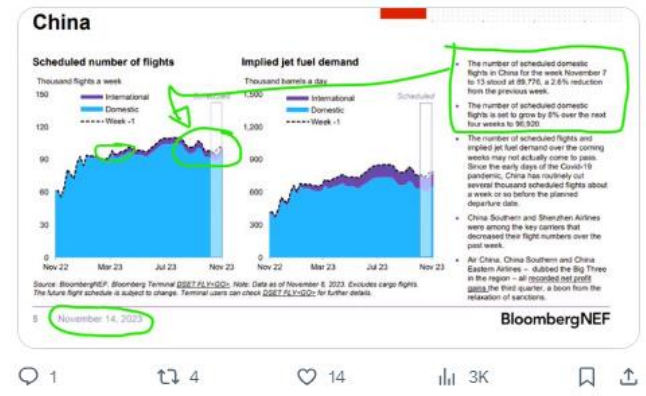 China
Scheduled number of flights
Thousand flights a week
150
120
90
60
30
0
International
Domestic
Week -1
Scheduled
Nov 22 Mar 23 Jul 23 Nov 23
Implied jet fuel demand
Thousand barrels a day
1,500
1,200
900
600
300
0
International
Domestic
Week -1
Scheduled
Nov 22 Mar 23 Jul 23 Nov 23
• The number of scheduled domestic
flights in China for the week November 7
to 13 stood at 89,776, a 2.6% reduction
from the previous week.
• The number of scheduled domestic
flights is set to grow by 8% over the next
four weeks to 96,920
• The number of scheduled flights and
implied jet fuel demand over the coming
weeks may not actually come to pass.
Since the early days of the Covid-19
pandemic, China has routinely cut
several thousand scheduled flights about
a week or so before the planned
departure date.
• China Southern and Shenzhen Airlines
were among the key carriers that
decreased their flight numbers over the
past week.
• Air China, China Southern and China
Eastern Airlines – dubbed the Big Three
in the region – all recorded net profit
gains the third quarter, a boon from the
relaxation of sanctions.
Source: BloombergNEF, Bloomberg Terminal DSET FLY<GO>. Note: Data as of November 8, 2023. Excludes cargo flights.
The future flight schedule is subject to change. Terminal users can check DSET FLY<GO> for further details.
November 14, 2023
BloombergNEF
1 4 14 3K